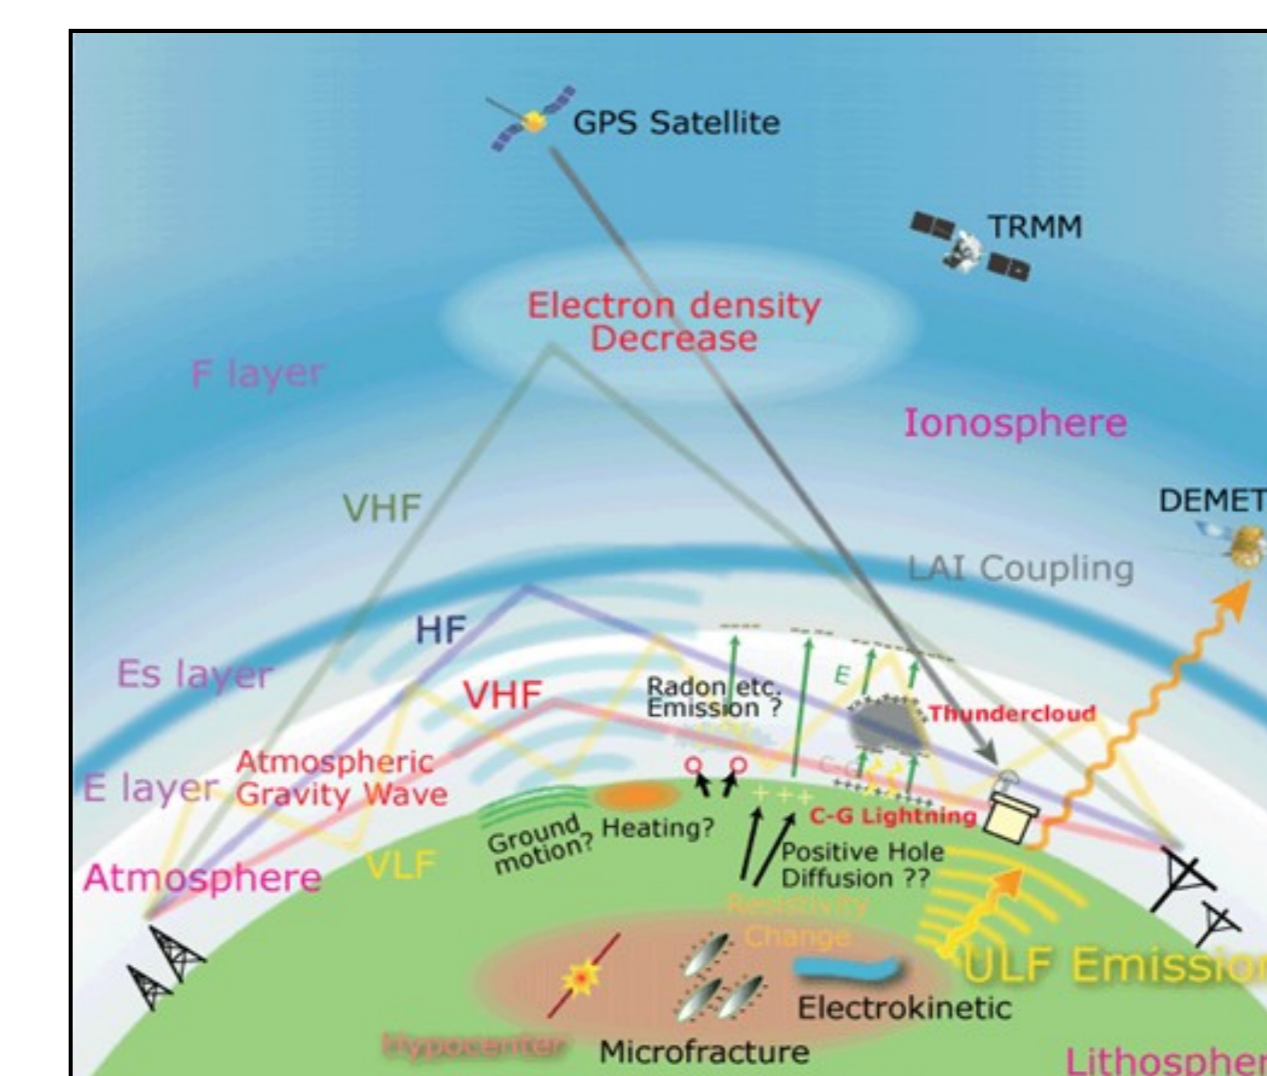 GPS Satellite
TRMM
Electron density
Decrease
F layer
Ionosphere
VHF
DEMET
LAI Coupling
HF
Es layer
E
VHF
Radon etc.
Emission ?
Thundercloud
Atmospheric
Gravity Wave
E layer
C-G Lightning
Ground
motion?
Heating?
Positive Hole
Diffusion ??
VLF
Atmosphere
Resistivity
Change
ULF Emission
Electrokinetic
Hypocenter
Microfracture
Lithospher